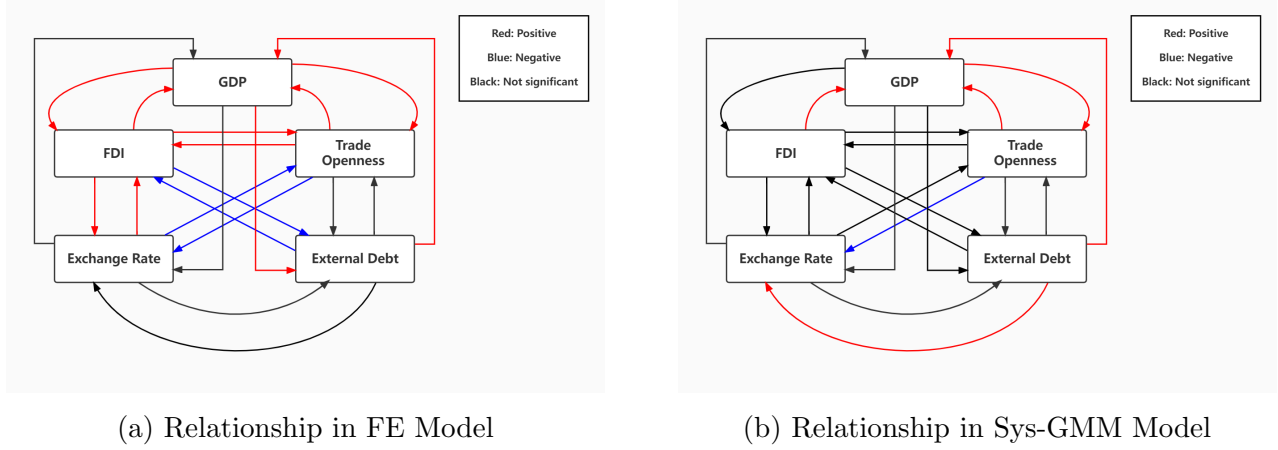 Red: Positive
Blue: Negative
Black: Not significant
GDP
FDI
Trade
Openness
Exchange Rate
External Debt
(a) Relationship in FE Model
Red: Positive
Blue: Negative
Black: Not significant
GDP
FDI
Trade
Openness
Exchange Rate
External Debt
(b) Relationship in Sys-GMM Model